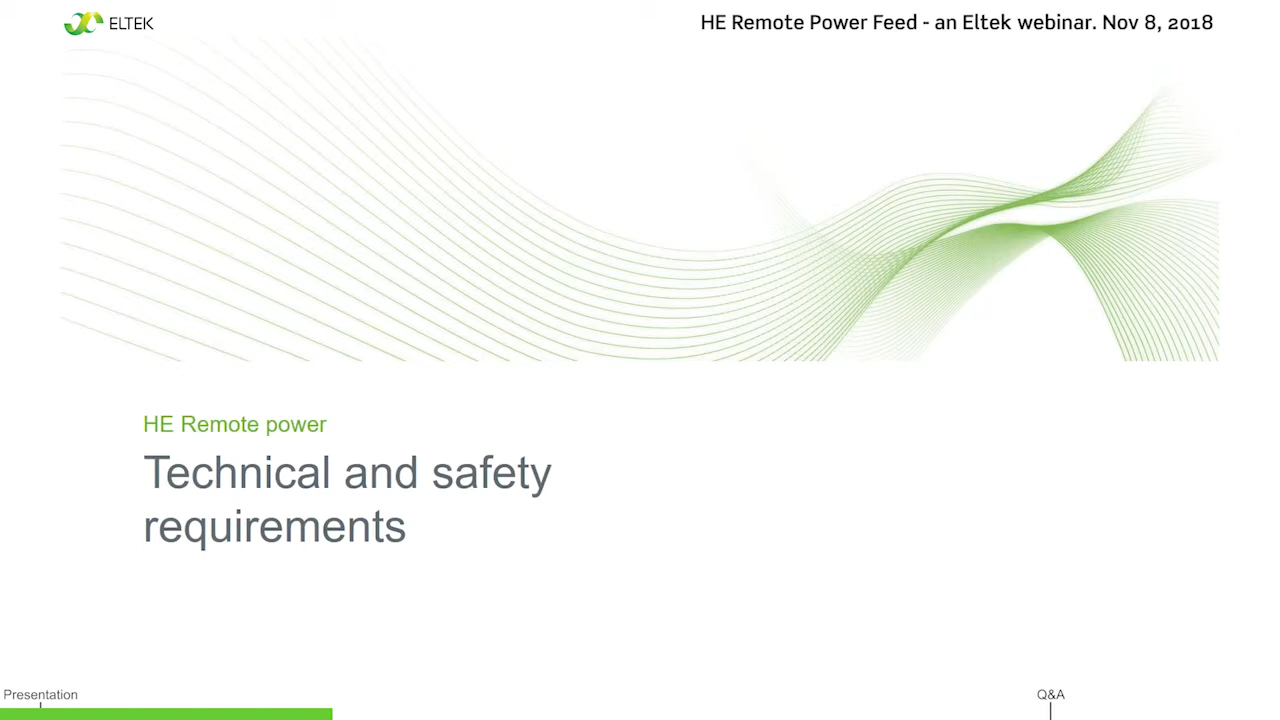 ELTEK
HE Remote Power Feed - an Eltek webinar. Nov 8, 2018
HE Remote power
Technical and safety
requirements
Presentation
Q&A